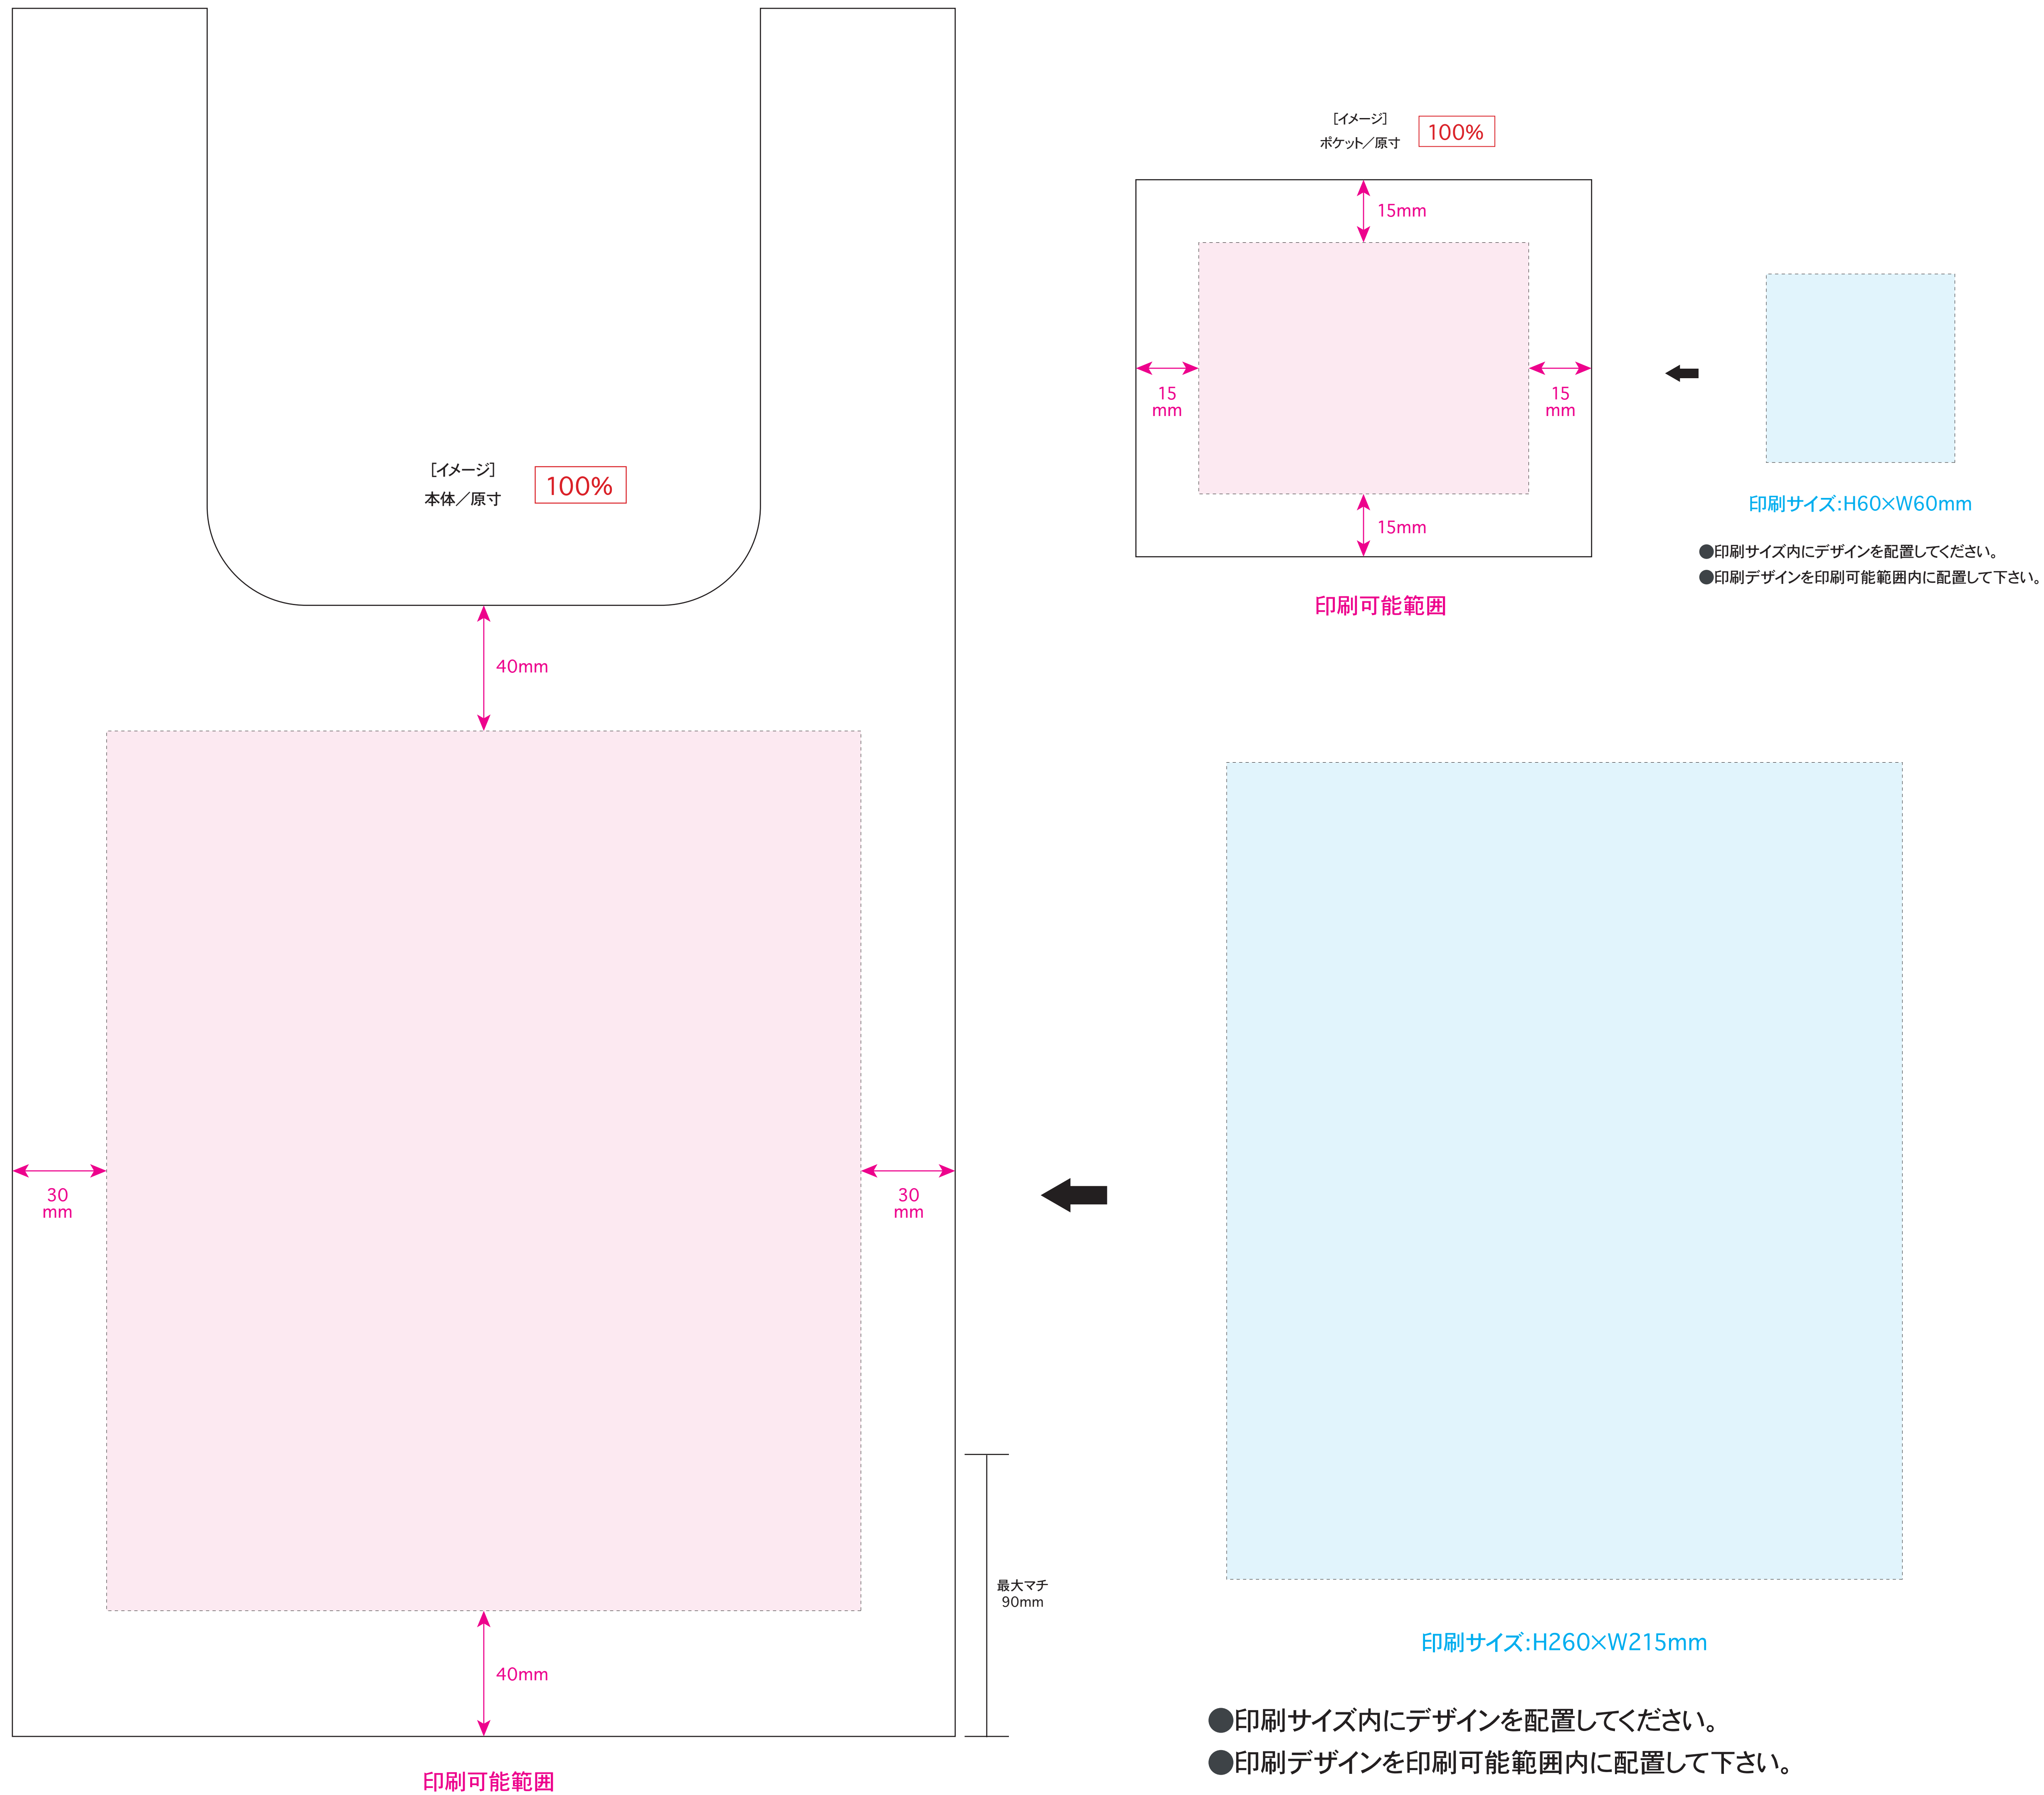 ［イメージ］
本体／原寸
100%
40mm
30
mm
30
mm
40mm
最大マチ
90mm
印刷可能範囲
［イメージ］
ポケット／原寸
100%
15mm
15
mm
15
mm
15mm
印刷可能範囲
印刷サイズ:H60×W60mm
●印刷サイズ内にデザインを配置してください。
●印刷デザインを印刷可能範囲内に配置して下さい。
印刷サイズ:H260×W215mm
●印刷サイズ内にデザインを配置してください。
●印刷デザインを印刷可能範囲内に配置して下さい。